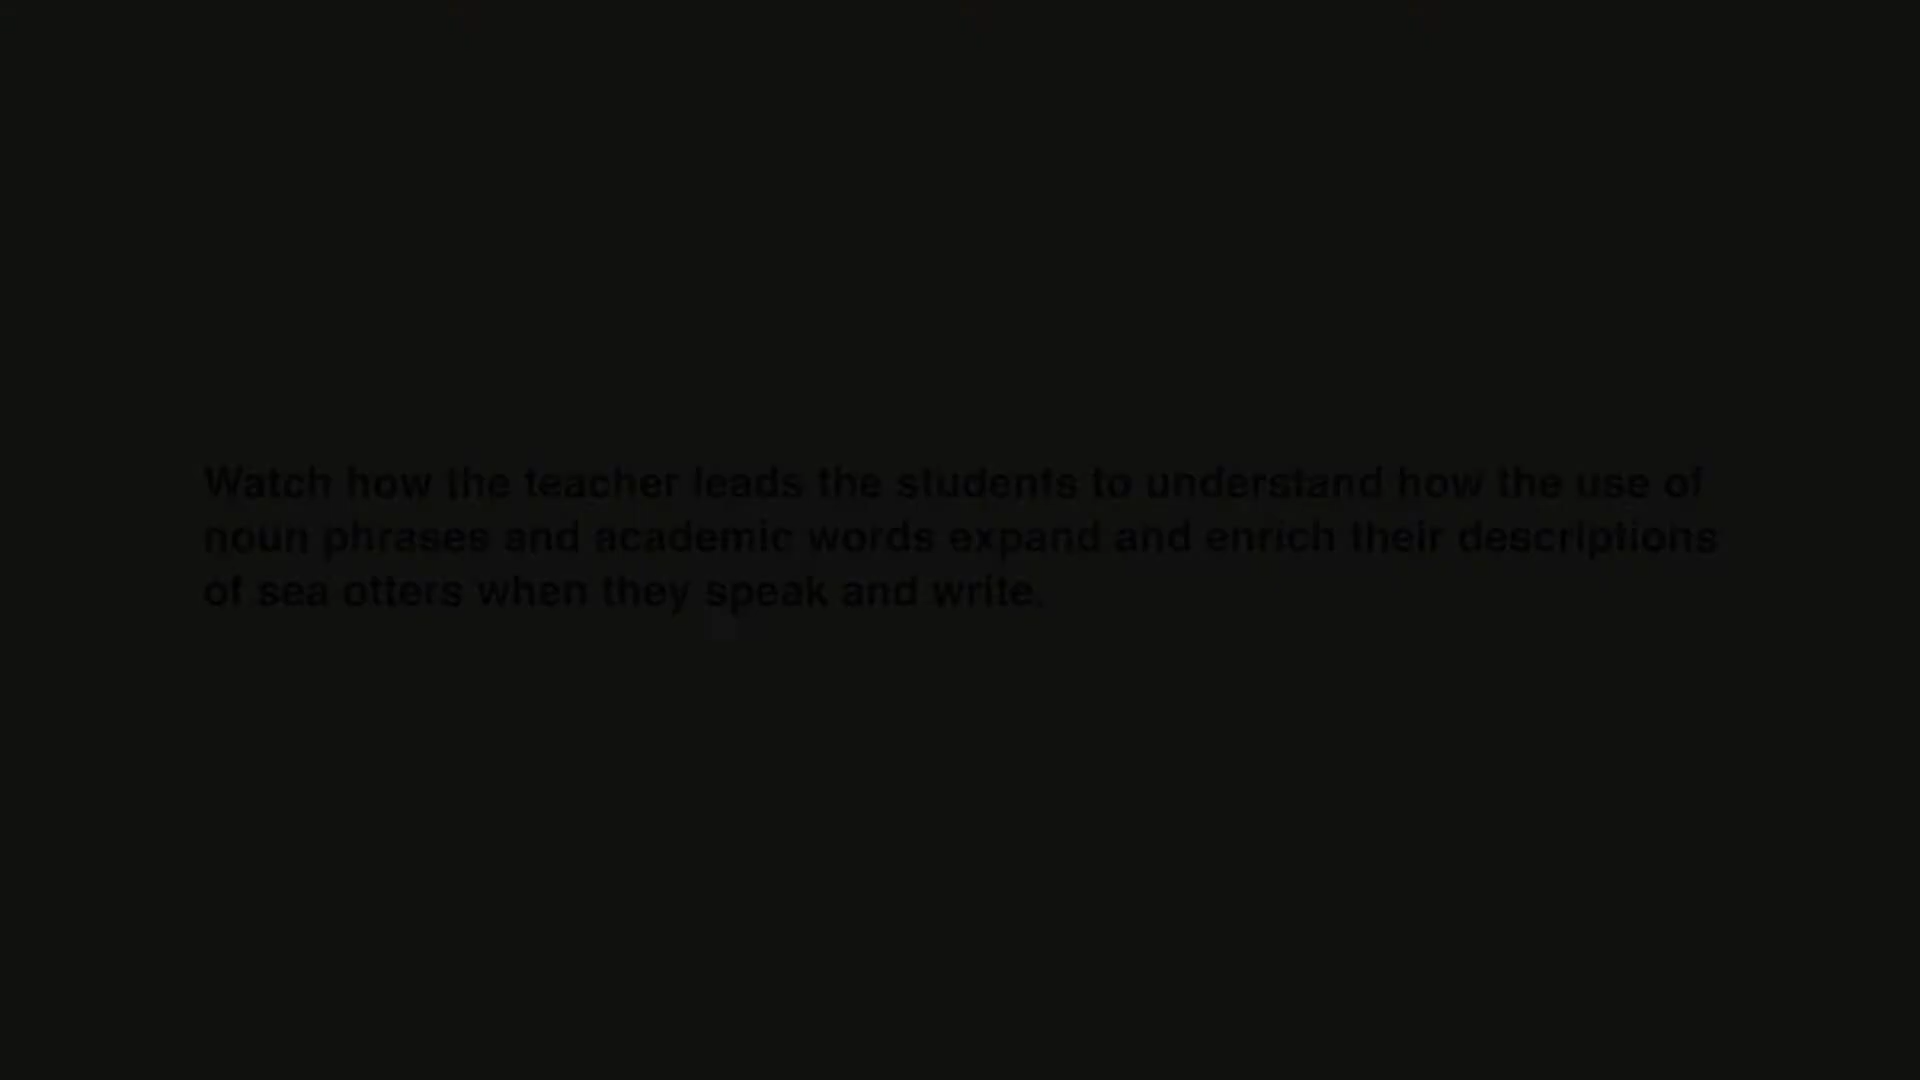 Watch how the teacher leads the students to understand how the use of
noun phrases and academic words expand and enrich their descriptions
of sea otters when they speak and write.